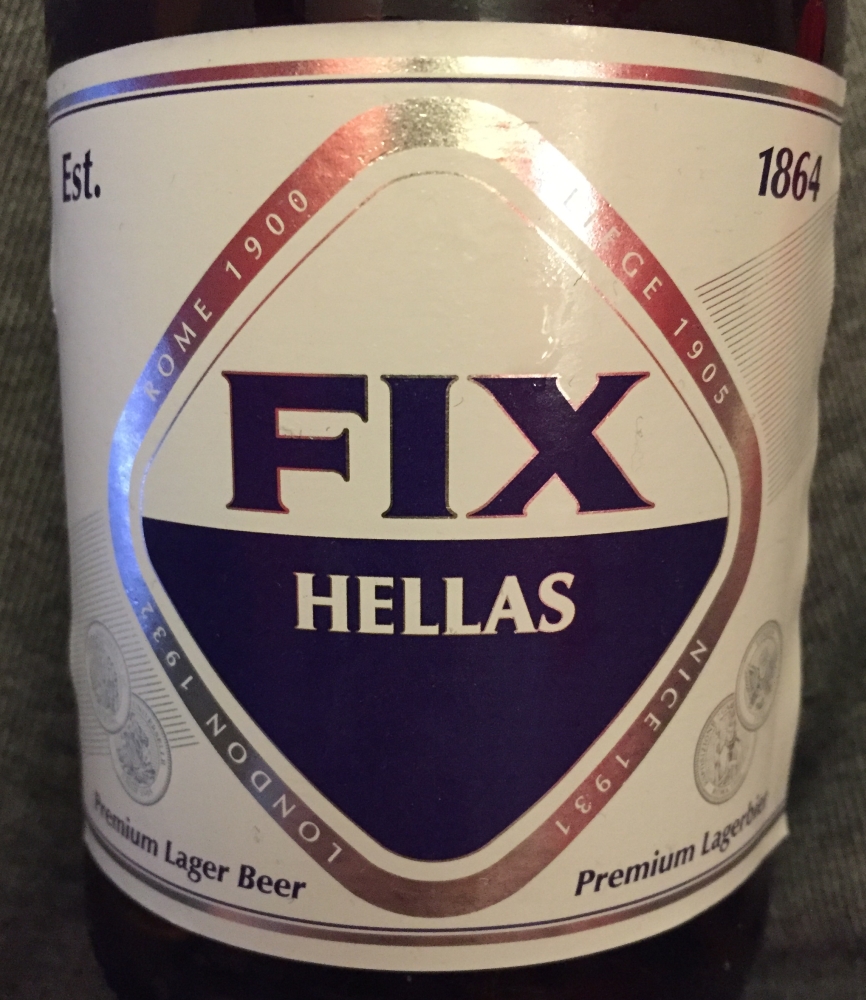 Est.
1864
ROME 1900
LIEGE 1905
FIX
HELLAS
LONDON 1932
NICE 1931
Premium Lager Beer
Premium Lagerbier